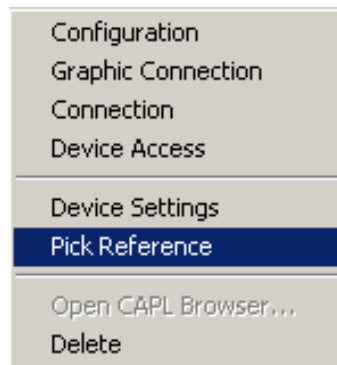 Configuration
Graphic Connection
Connection
Device Access
Device Settings
Pick Reference
Open CAPL Browser...
Delete